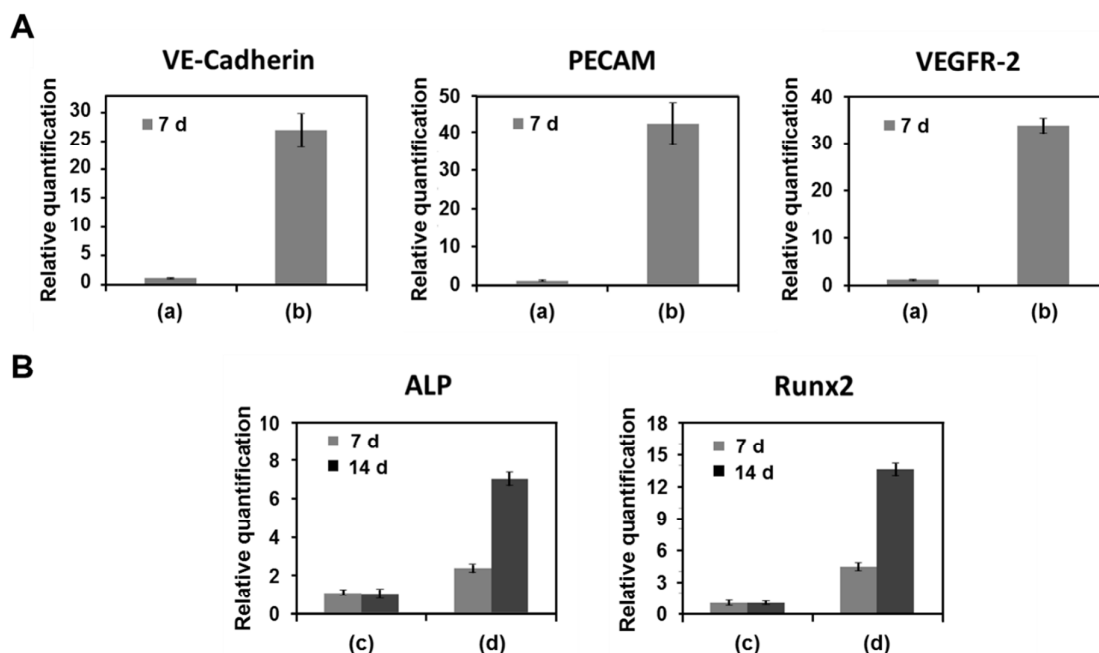 A
VE-Cadherin
Relative quantification
30
25
20
15
10
5
0
7 d
(a) (b)
PECAM
Relative quantification
50
40
30
20
10
0
7 d
(a) (b)
VEGFR-2
Relative quantification
40
30
20
10
0
7 d
(a) (b)
B
ALP
Relative quantification
10
8
6
4
2
0
7 d
14 d
(c) (d)
Runx2
Relative quantification
18
15
12
9
6
3
0
7 d
14 d
(c) (d)